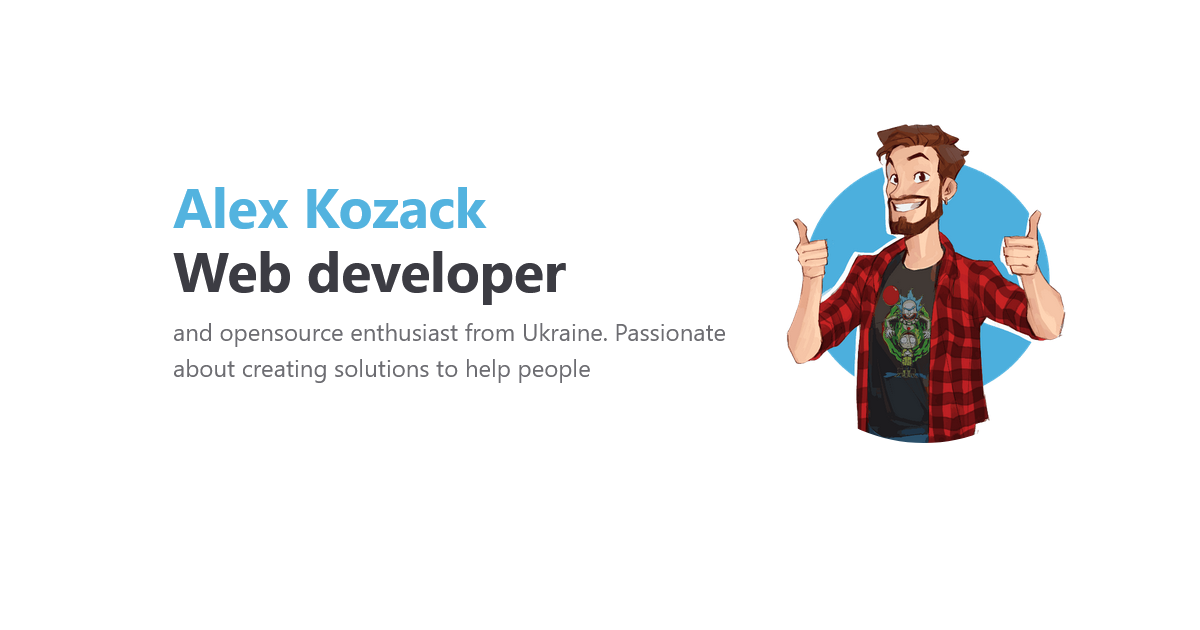 Alex Kozack
Web developer
and opensource enthusiast from Ukraine. Passionate
about creating solutions to help people